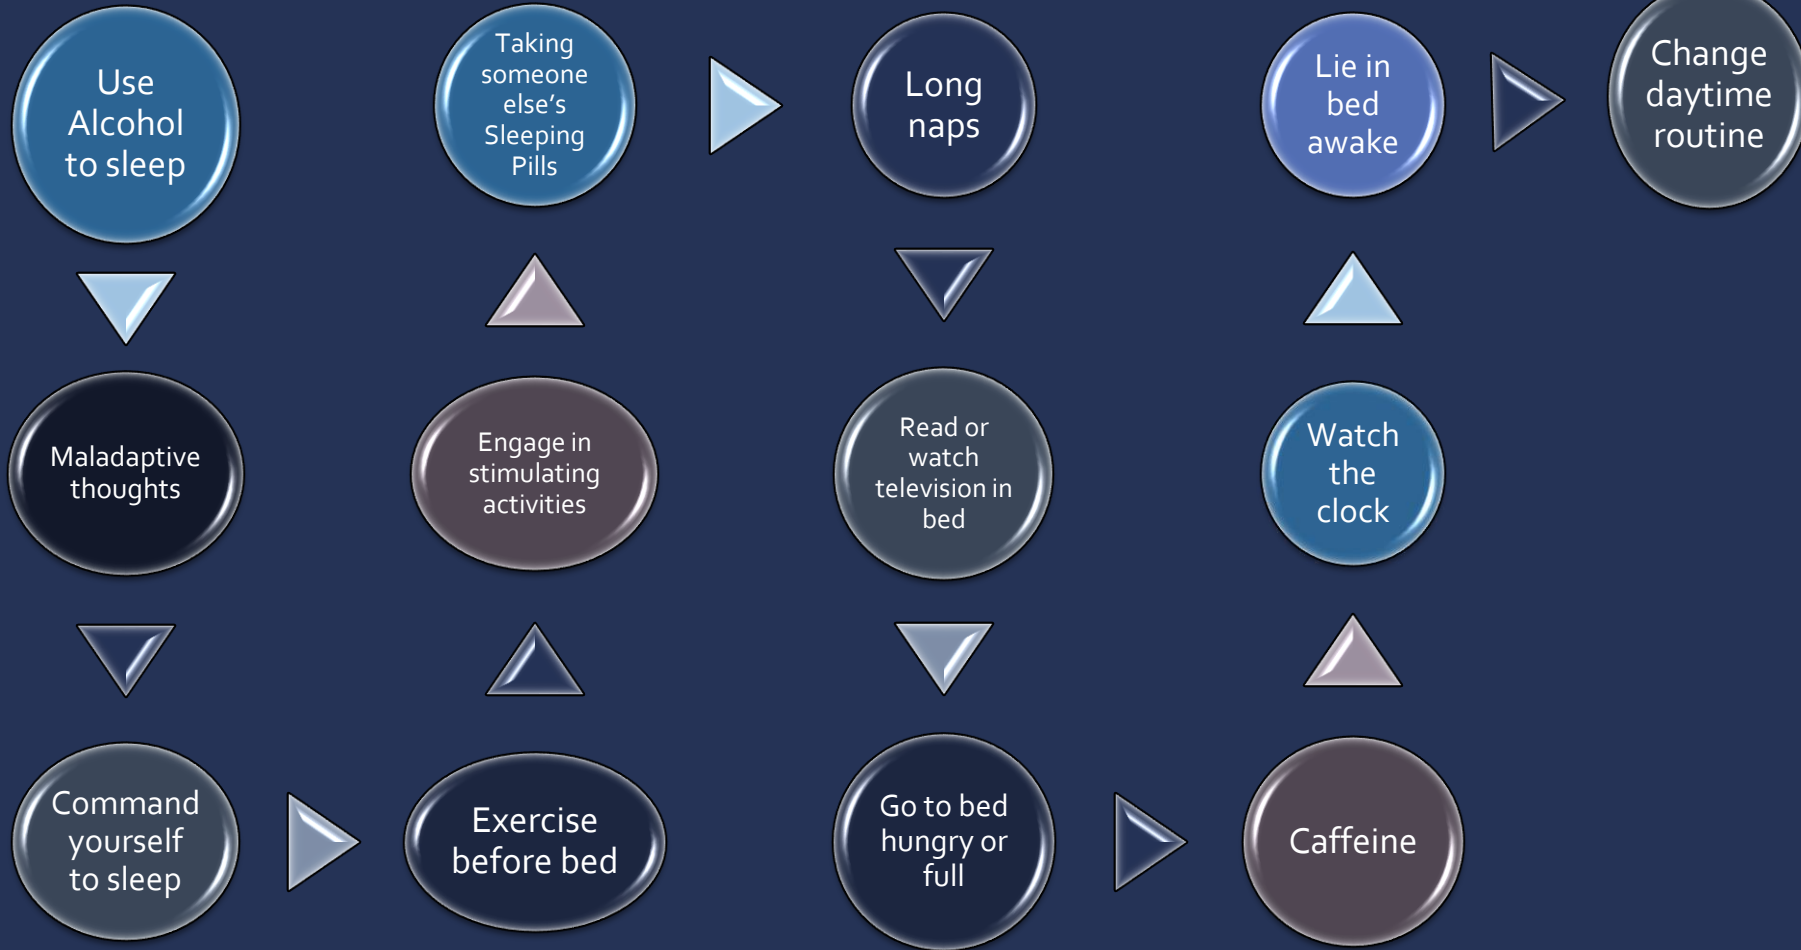 Use
Alcohol
to sleep
Maladaptive
thoughts
Command
yourself
to sleep
Exercise
before bed
Engage in
stimulating
activities
Taking
someone
else's
Sleeping
Pills
Long
naps
Read or
watch
television in
bed
Go to bed
hungry or
full
Caffeine
Watch
the
clock
Lie in
bed
awake
Change
daytime
routine